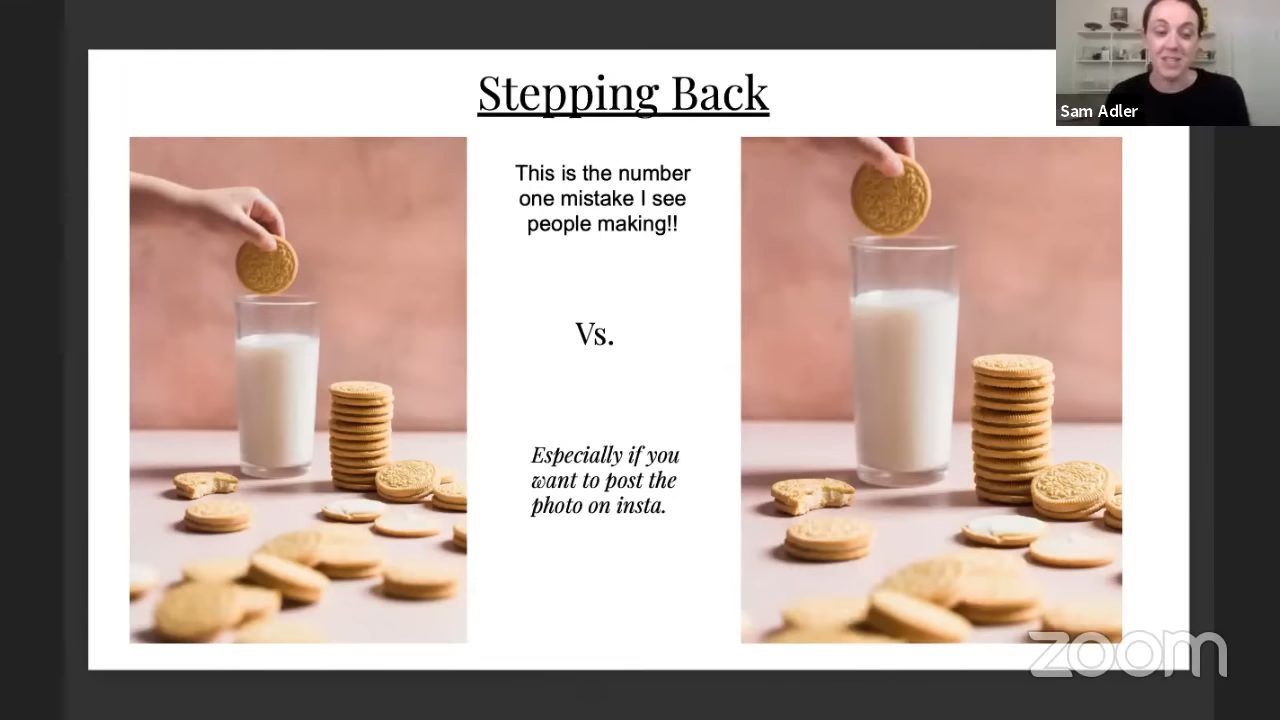 Stepping Back
Sam Adler
This is the number
one mistake I see
people making!!
Vs.
Especially if you
want to post the
photo on insta.
zoom